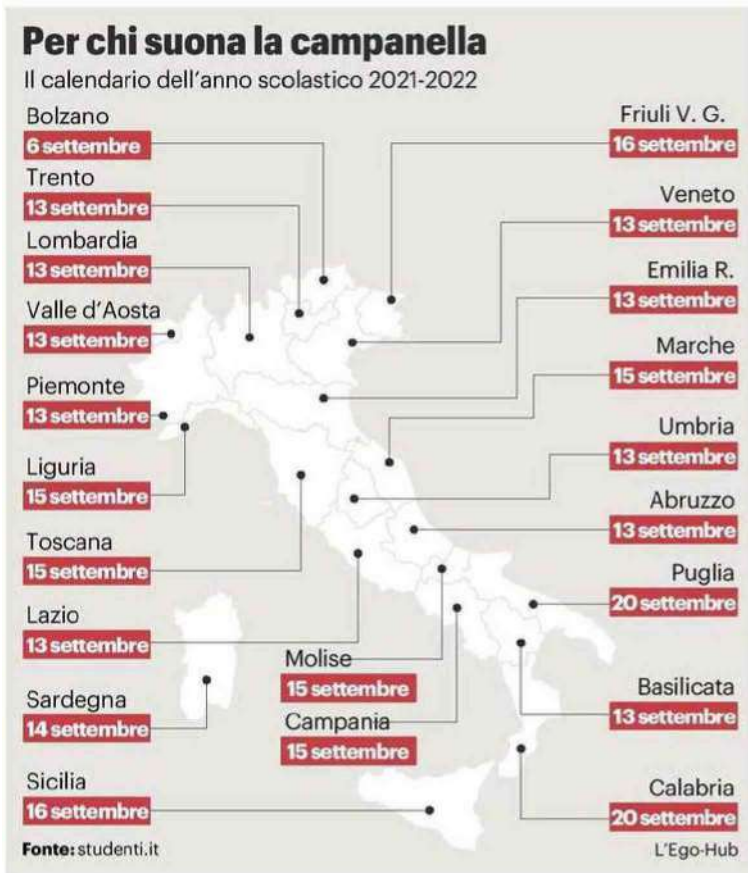 Per chi suona la campanella
Il calendario dell'anno scolastico 2021-2022
Bolzano
6 settembre
Trento
13 settembre
Lombardia
13 settembre
Valle d'Aosta
13 settembre
Piemonte
13 settembre
Liguria
15 settembre
Toscana
15 settembre
Lazio
13 settembre
Sardegna
14 settembre
Sicilia
16 settembre
Molise
15 settembre
Campania
15 settembre
Friuli V. G.
16 settembre
Veneto
13 settembre
Emilia R.
13 settembre
Marche
15 settembre
Umbria
13 settembre
Abruzzo
13 settembre
Puglia
20 settembre
Basilicata
13 settembre
Calabria
20 settembre
Fonte: studenti.it
L'Ego-Hub